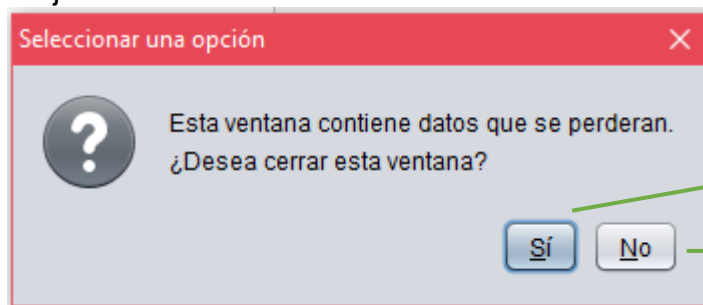 Seleccionar una opción
Esta ventana contiene datos que se perderan.
¿Desea cerrar esta ventana?
Sí No